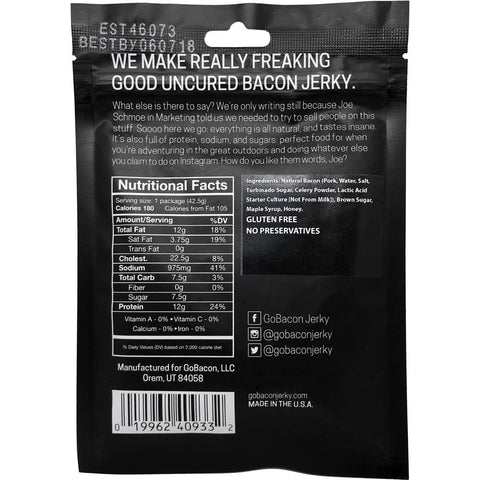 EST46073
BESTBY060718
WE MAKE REALLY FREAKING
GOOD UNCURED BACON JERKY.
What else is there to say? We're only writing still because Joe
Schmoe in Marketing told us we needed to try to sell people on this
stuff. Soooo here we go: everything is all natural, and tastes insane.
It's also full of protein, sodium, and sugars: perfect food for when
you're adventuring in the great outdoors and doing whatever else
you claim to do on Instagram. How do you like them words, Joe?
Nutritional Facts
Serving size: 1 package (42.5g)
Calories 180 Calories from Fat 105
Amount/Serving %DV
Total Fat 12g 18%
Sat Fat 3.75g 19%
Trans Fat 0g
Cholest. 22.5g 8%
Sodium 975mg 41%
Total Carb 7.5g 3%
Fiber 0g 0%
Sugar 7.5g
Protein 12g 24%
Vitamin A - 0% • Vitamin C - 0%
Calcium - 0% • Iron - 0%
% Daily Values (DV) based on 2,000 calorie diet
Ingredients: Natural Bacon (Pork, Water, Salt,
Turbinado Sugar, Celery Powder, Lactic Acid
Starter Culture [Not From Milk]), Brown Sugar,
Maple Syrup, Honey.
GLUTEN FREE
NO PRESERVATIVES
GoBacon Jerky
@gobaconjerky
@gobaconjerky
Manufactured for GoBacon, LLC
Orem, UT 84058
0 19962 40933 2
gobaconjerky.com
MADE IN THE U.S.A.